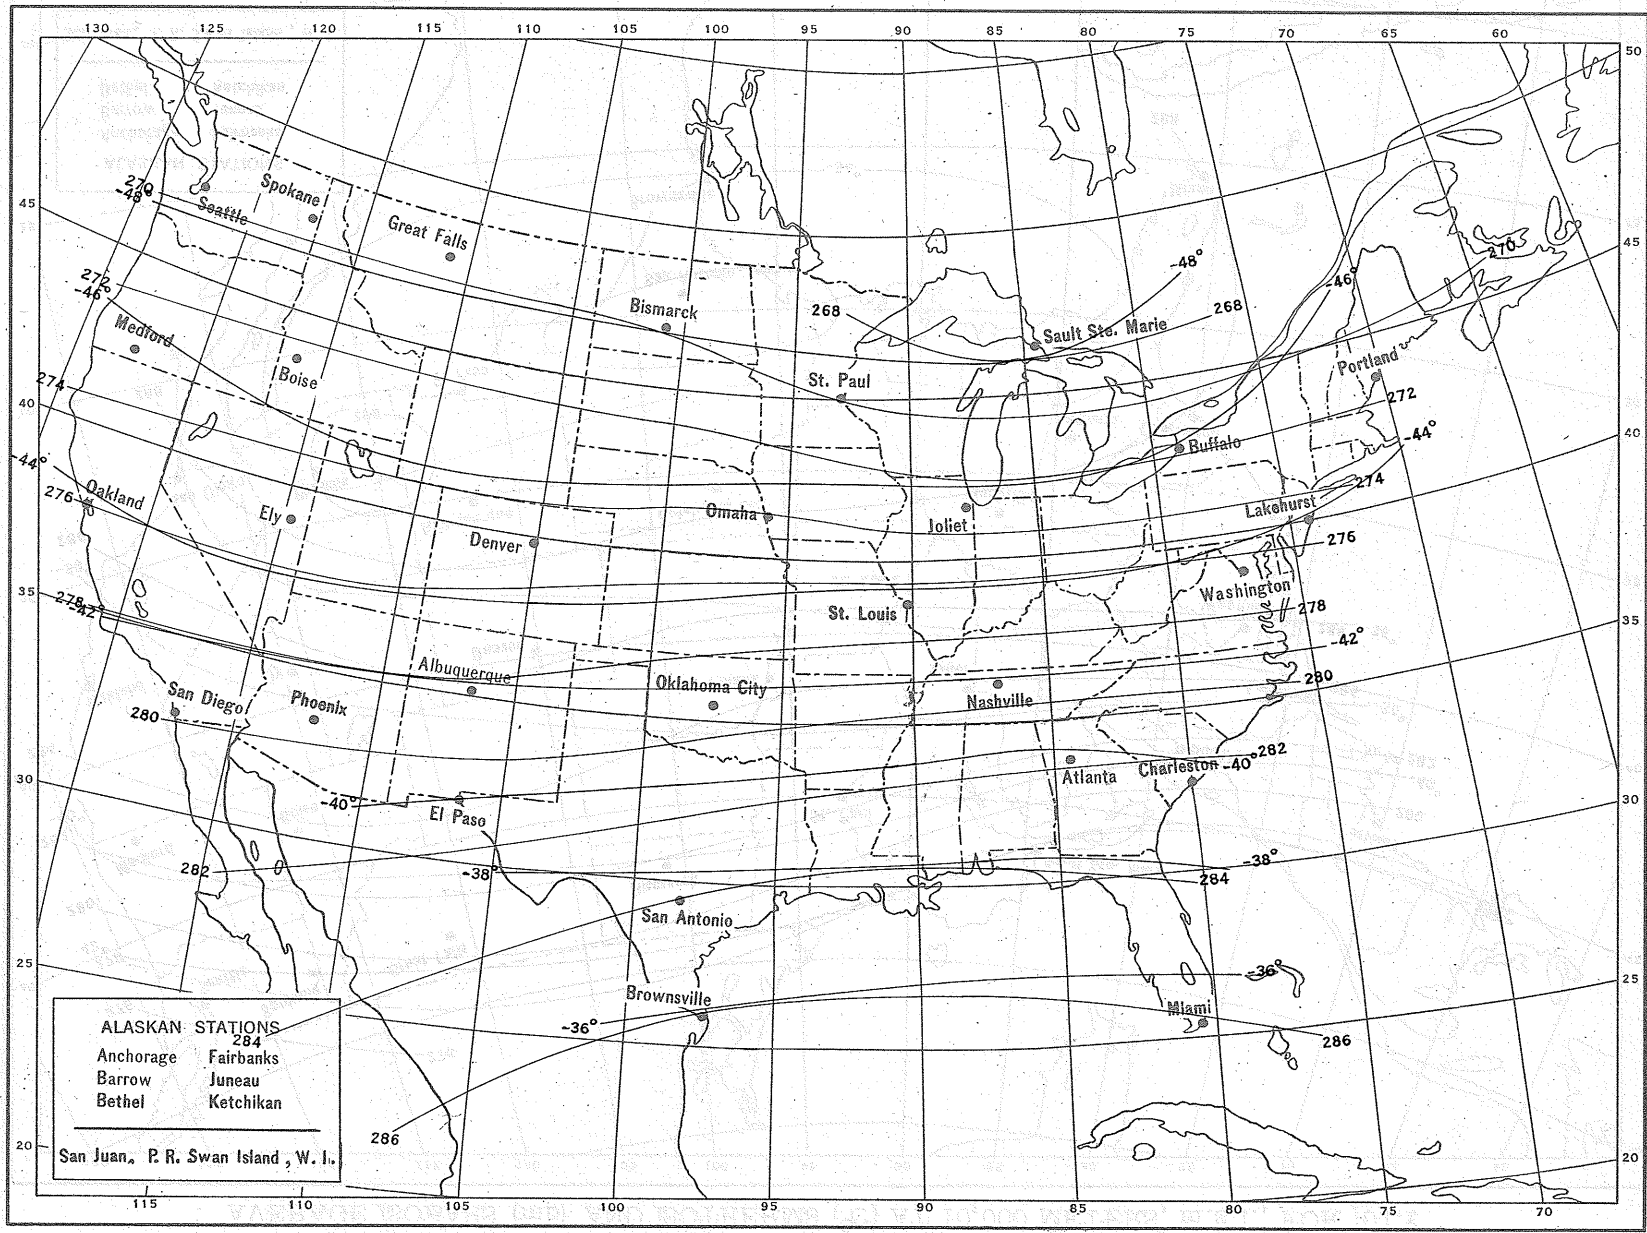 130 125 120 115 110 105 100 95 90 85 80 75 70 65 60
50
Spokane
270
-48°
Seattle
45
Great Falls
45
270
-48°
-46°
272
-46°
Bismarck
268
268
Medford
Sault Ste. Marie
Portland
Boise
St. Paul
274
272
40
40
-44°
Buffalo
-44°
276
Oakland
274
Ely
Omaha
Joliet
Lakehurst
Denver
276
35
Washington
278
-42°
St. Louis
278
35
-42°
Albuquerque
280
San Diego
Phoenix
Oklahoma City
Nashville
280
282
-40°
Atlanta
Charleston
30
-40°
30
El Paso
282
-38°
-38°
284
San Antonio
25
-36°
25
Brownsville
Miami
-36°
286
ALASKAN STATIONS
284
Anchorage Fairbanks
Barrow Juneau
Bethel Ketchikan
286
San Juan, P. R. Swan Island, W. I.
20
20
115 110 105 100 95 90 85 80 75 70